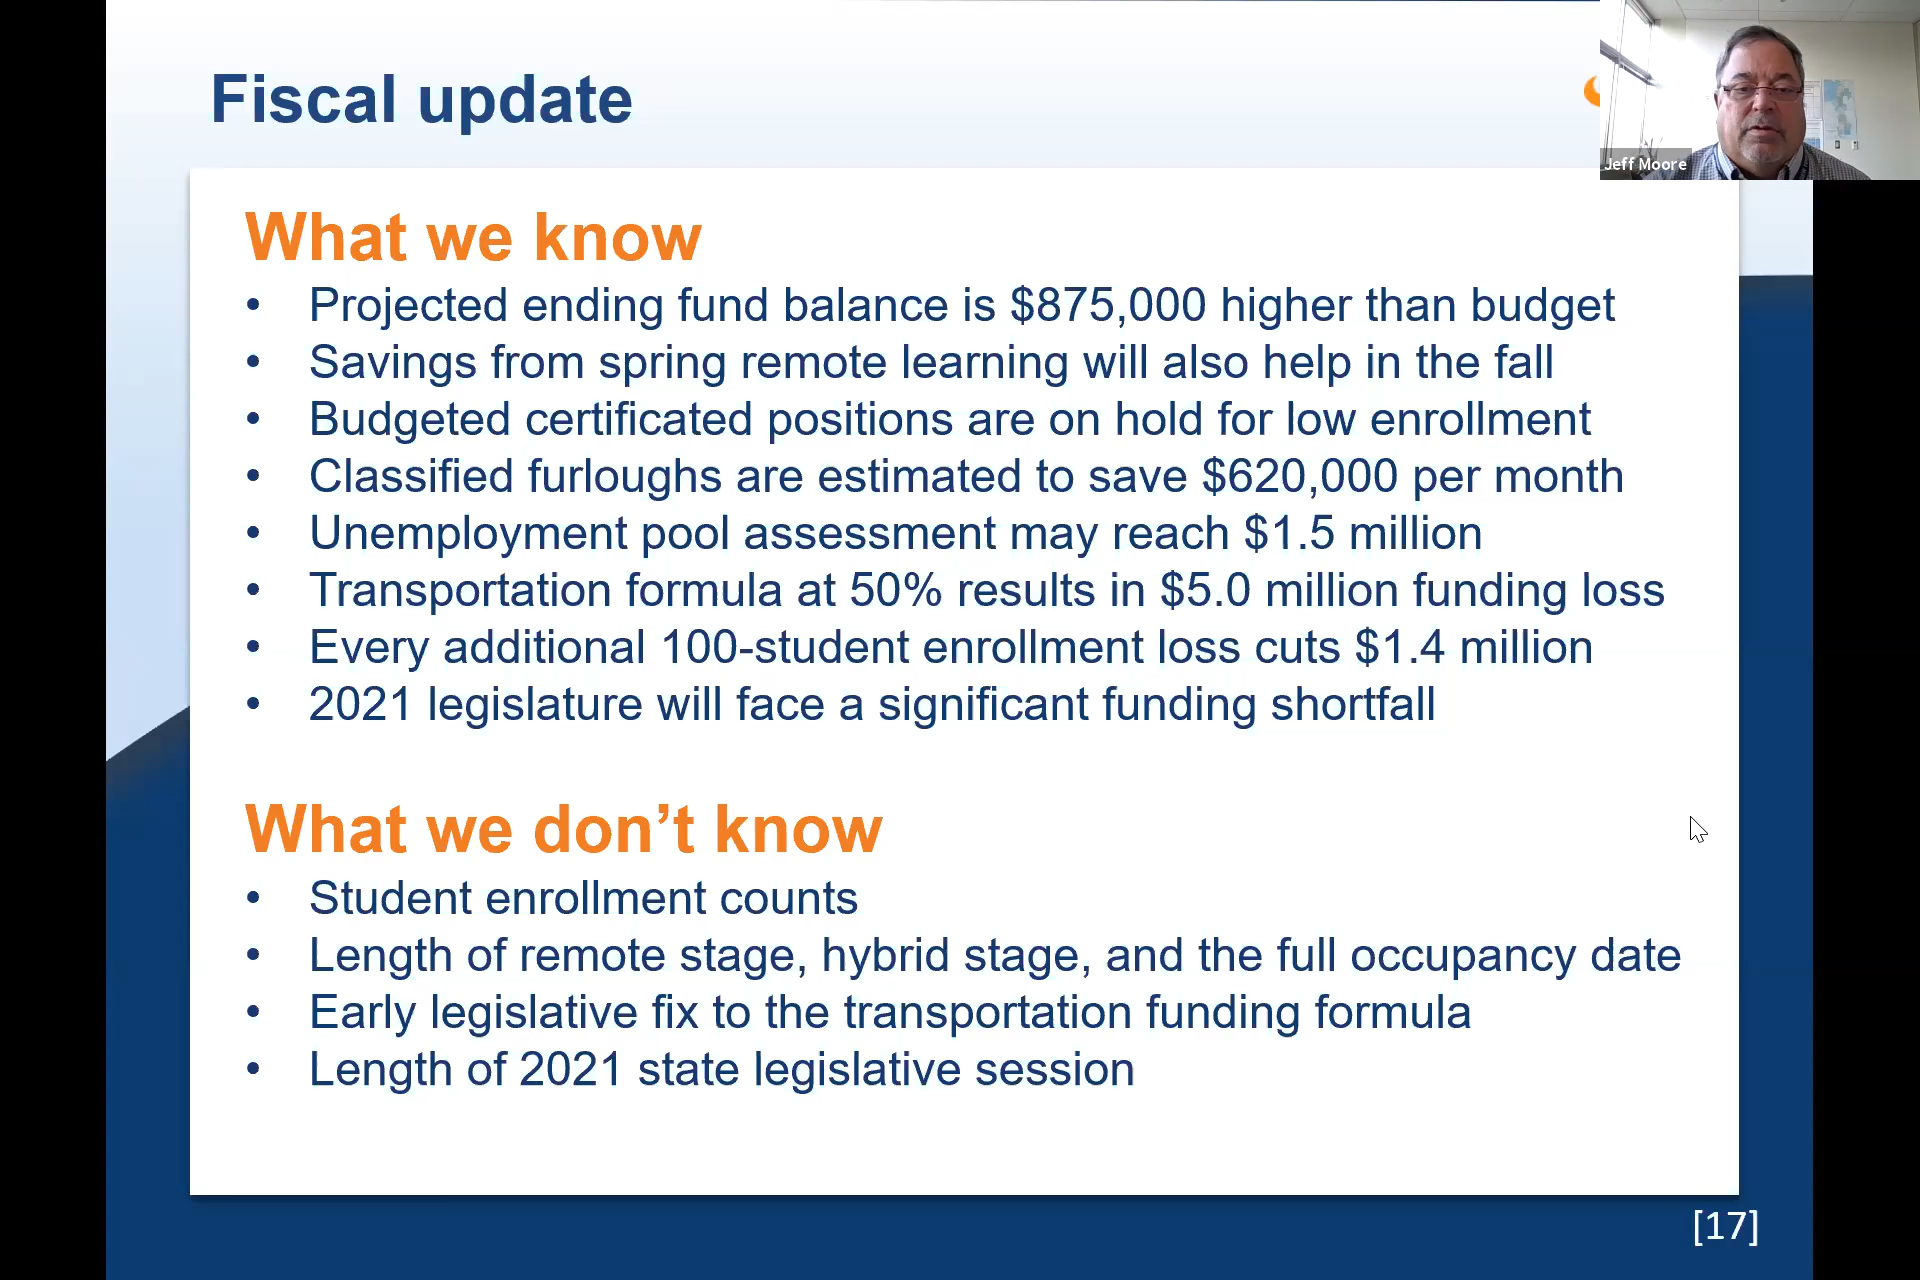 Fiscal update
Jeff Moore
What we know
• Projected ending fund balance is $875,000 higher than budget
• Savings from spring remote learning will also help in the fall
• Budgeted certificated positions are on hold for low enrollment
• Classified furloughs are estimated to save $620,000 per month
• Unemployment pool assessment may reach $1.5 million
• Transportation formula at 50% results in $5.0 million funding loss
• Every additional 100-student enrollment loss cuts $1.4 million
• 2021 legislature will face a significant funding shortfall
What we don’t know
• Student enrollment counts
• Length of remote stage, hybrid stage, and the full occupancy date
• Early legislative fix to the transportation funding formula
• Length of 2021 state legislative session
[17]